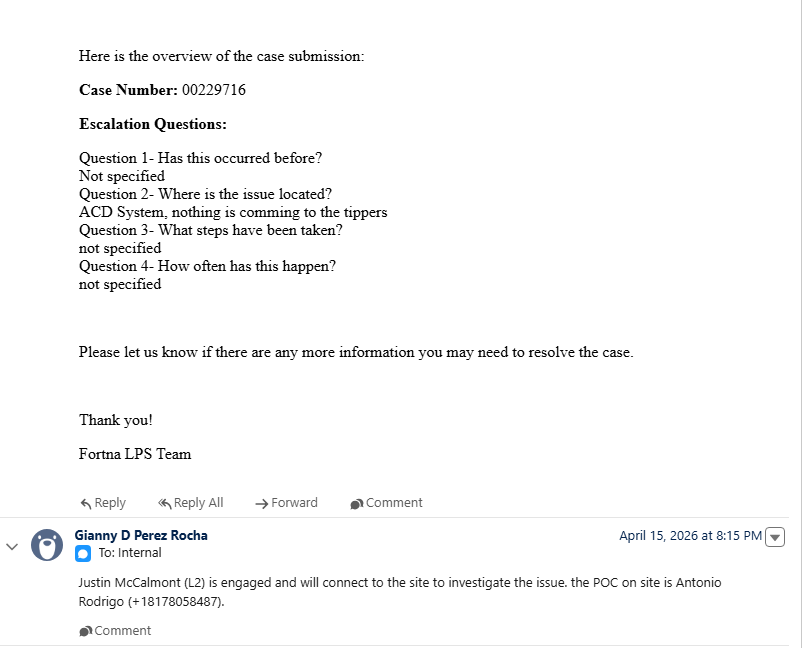 Here is the overview of the case submission:
Case Number: 00229716
Escalation Questions:
Question 1- Has this occurred before?
Not specified
Question 2- Where is the issue located?
ACD System, nothing is comming to the tippers
Question 3- What steps have been taken?
not specified
Question 4- How often has this happen?
not specified
Please let us know if there are any more information you may need to resolve the case.
Thank you!
Fortna LPS Team
Reply Reply All Forward Comment
Gianny D Perez Rocha April 15, 2026 at 8:15 PM
To: Internal
Justin McCalmont (L2) is engaged and will connect to the site to investigate the issue. the POC on site is Antonio
Rodrigo (+18178058487).
Comment